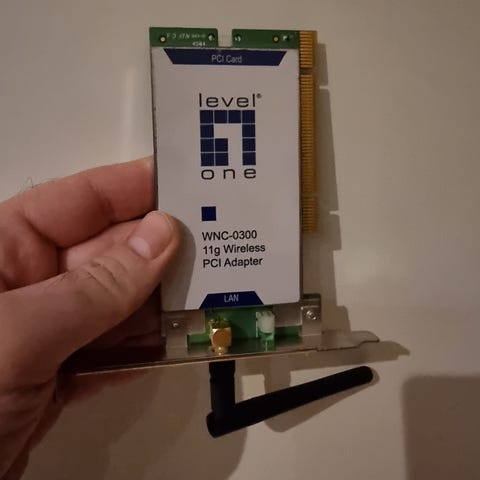 PCI Card
level®
one
WNC-0300
11g Wireless
PCI Adapter
LAN